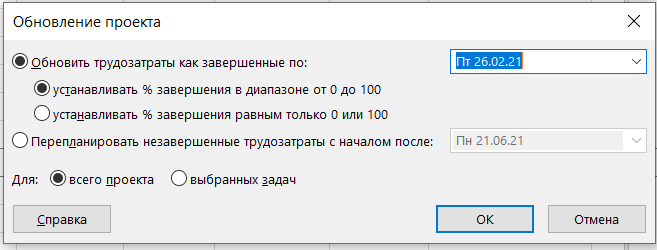 Обновление проекта
Обновить трудозатраты как завершенные по: Пт 26.02.21
устанавливать % завершения в диапазоне от 0 до 100
устанавливать % завершения равным только 0 или 100
Перепланировать незавершенные трудозатраты с началом после: Пн 21.06.21
Для: всего проекта выбранных задач
Справка ОК Отмена